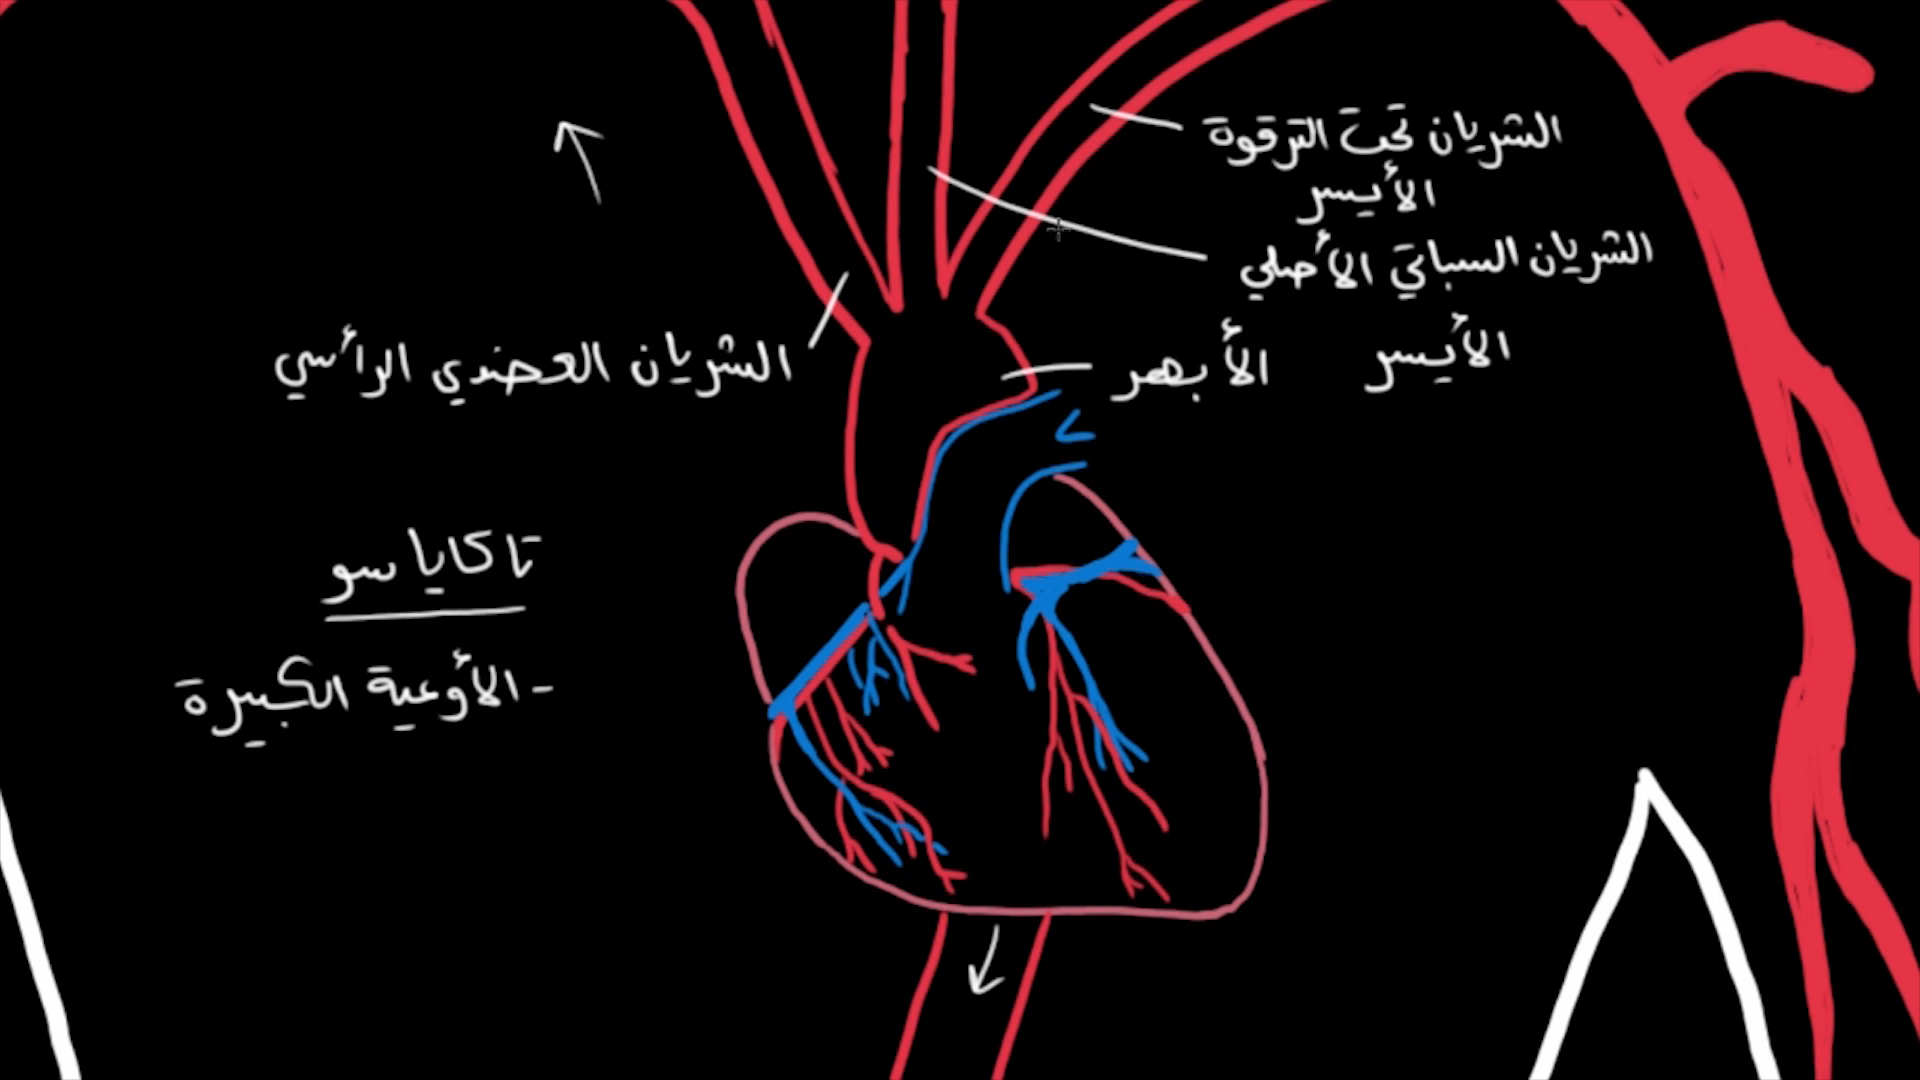 الشريان تحت الترقوة
الأيسر
الشريان السباتي الأصلي
الأيسر
الأبهر
الشريان العضدي الرأسي
تاكاياسو
- الأوعية الكبيرة